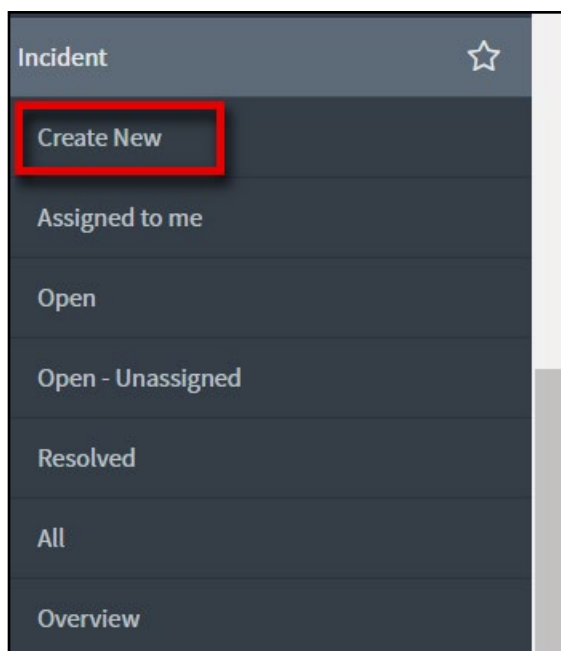 Incident
Create New
Assigned to me
Open
Open - Unassigned
Resolved
All
Overview